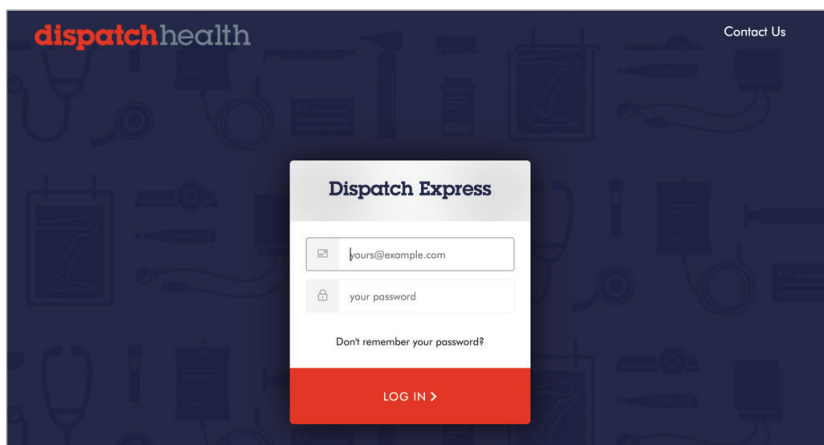 dispatchhealth
Contact Us
Dispatch Express
yours@example.com
your password
Don't remember your password?
LOG IN >